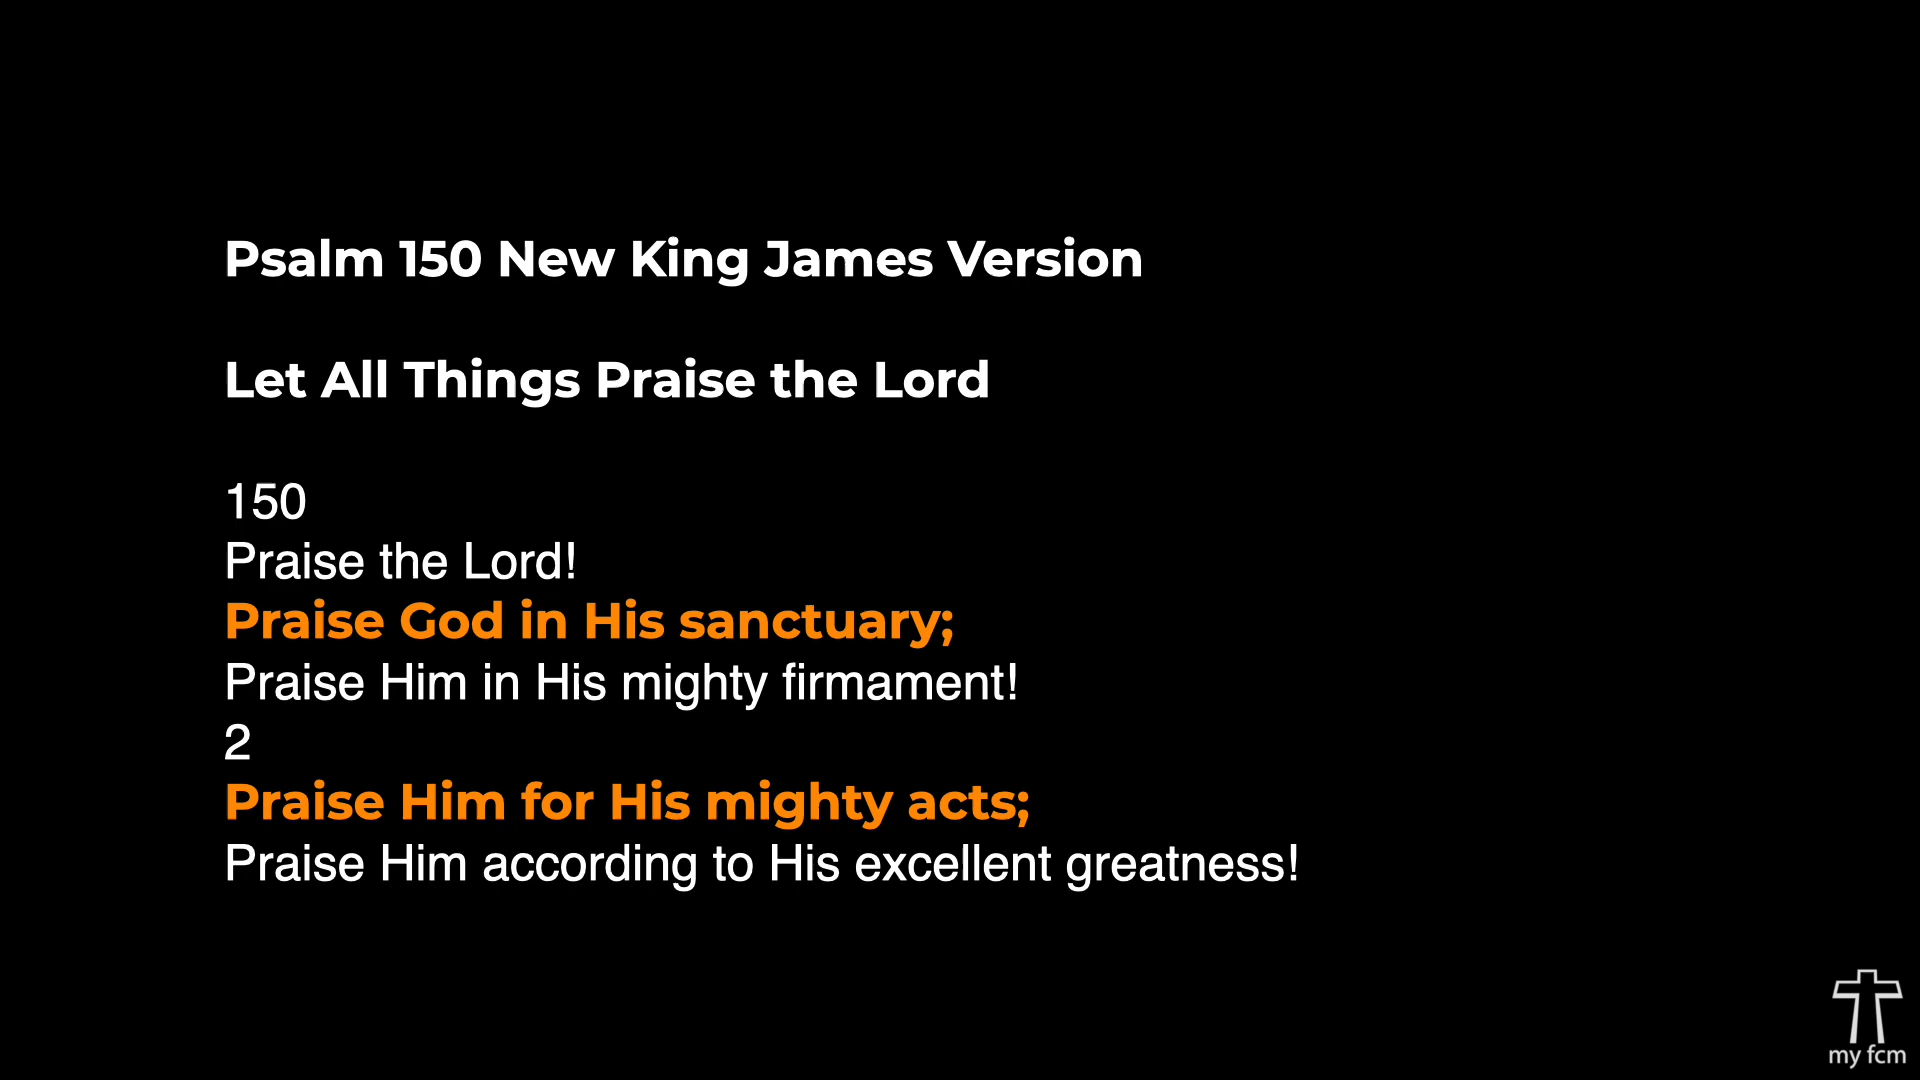 Psalm 150 New King James Version
Let All Things Praise the Lord
150
Praise the Lord!
Praise God in His sanctuary;
Praise Him in His mighty firmament!
2
Praise Him for His mighty acts;
Praise Him according to His excellent greatness!
my fcm